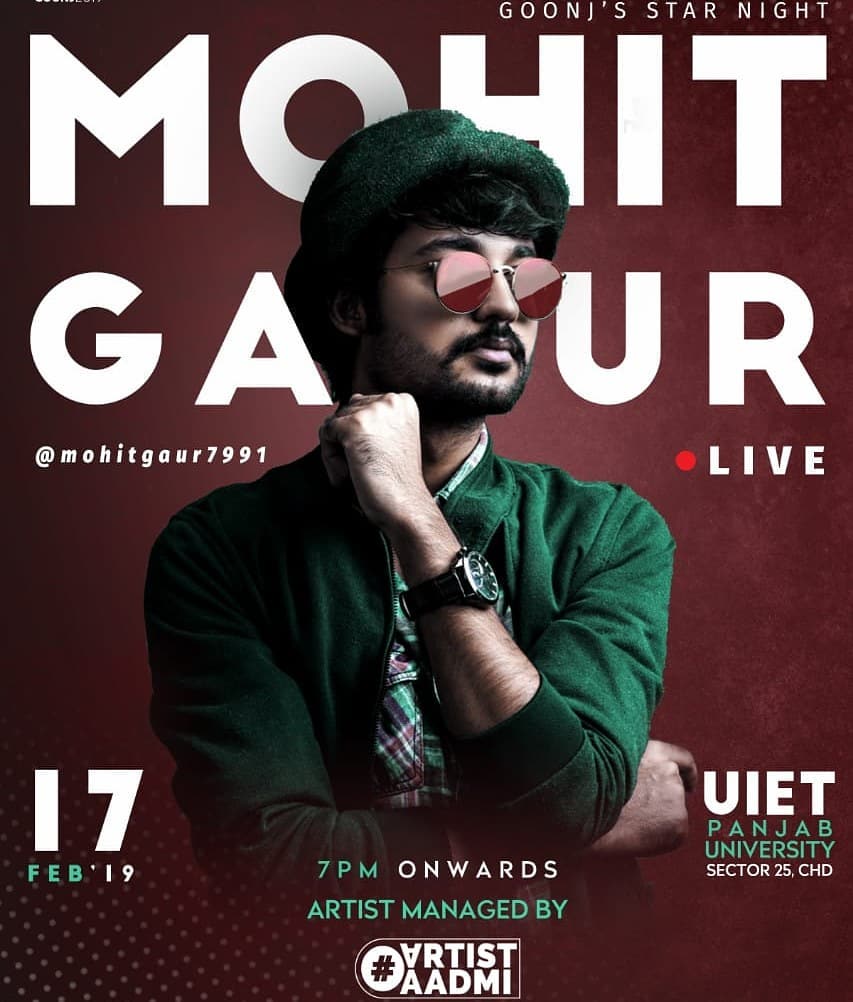 GOONJ'S STAR NIGHT
MOHIT
GAUR
@mohitgaur7991
LIVE
17
FEB'19
UIET
PANJAB
UNIVERSITY
SECTOR 25, CHD
7PM ONWARDS
ARTIST MANAGED BY
#ARTIST
AADMI